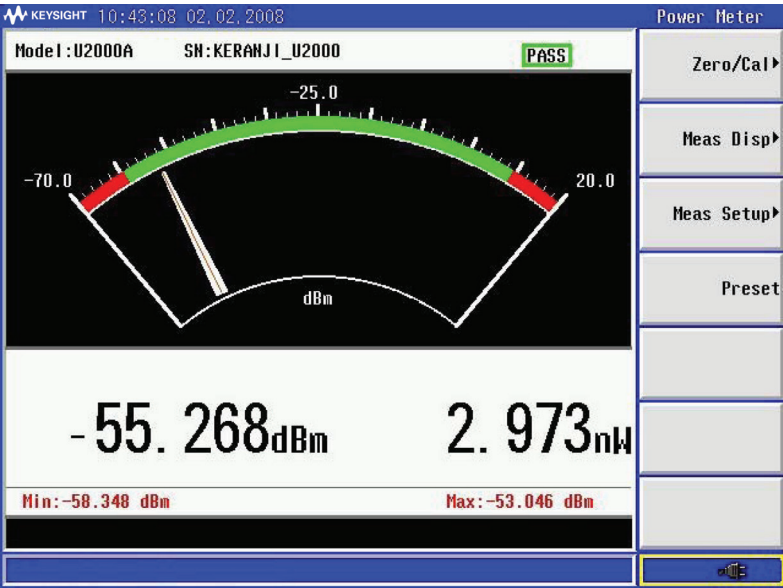 KEYSIGHT 10:43:08 02.02.2008
Power Meter
Model:U2000A SN:KERANJI_U2000
PASS
-70.0
-25.0
20.0
dBm
-55.268dBm
2.973nW
Min:-58.348 dBm
Max:-53.046 dBm
Zero/Cal
Meas Disp
Meas Setup
Preset